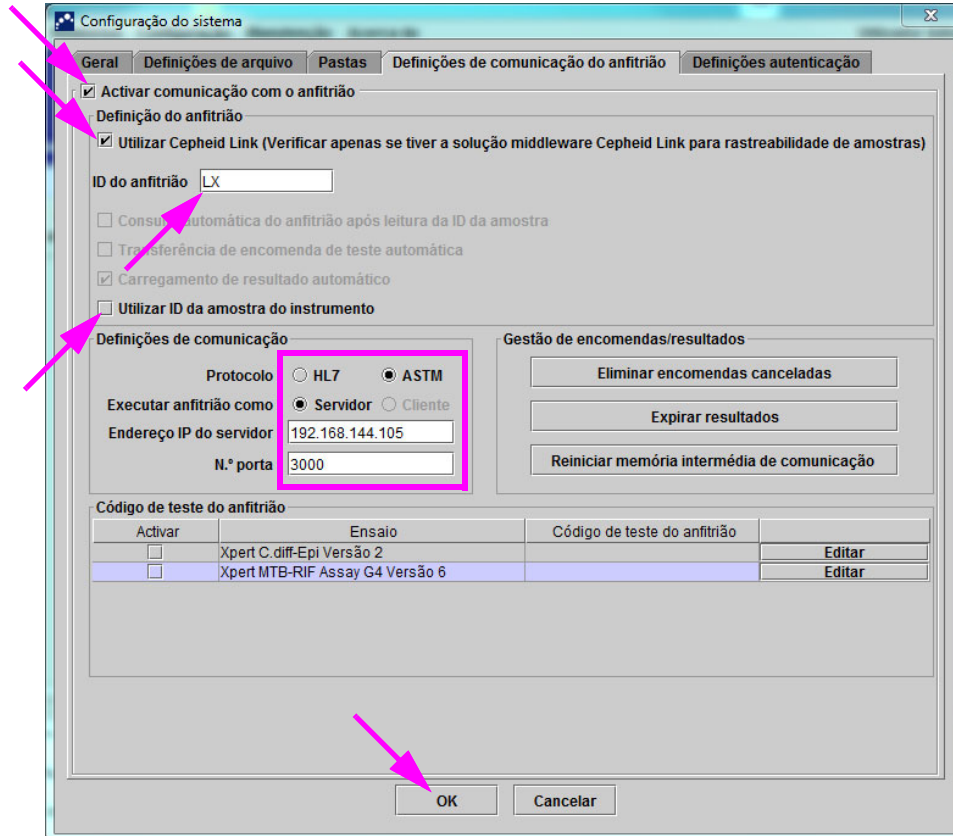 Configuração do sistema
Geral
Definições de arquivo
Pastas
Definições de comunicação do anfitrião
Definições autenticação
Activar comunicação com o anfitrião
Definição do anfitrião
Utilizar Cepheid Link (Verificar apenas se tiver a solução middleware Cepheid Link para rastreabilidade de amostras)
ID do anfitrião LX
Consulta automática do anfitrião após leitura da ID da amostra
Transferência de encomenda de teste automática
Carregamento de resultado automático
Utilizar ID da amostra do instrumento
Definições de comunicação
Protocolo HL7 ASTM
Executar anfitrião como Servidor Cliente
Endereço IP do servidor 192.168.144.105
N.º porta 3000
Gestão de encomendas/resultados
Eliminar encomendas canceladas
Expirar resultados
Reiniciar memória intermédia de comunicação
Código de teste do anfitrião
Activar Ensaio Código de teste do anfitrião
Xpert C.diff-Epi Versão 2 Editar
Xpert MTB-RIF Assay G4 Versão 6 Editar
OK Cancelar